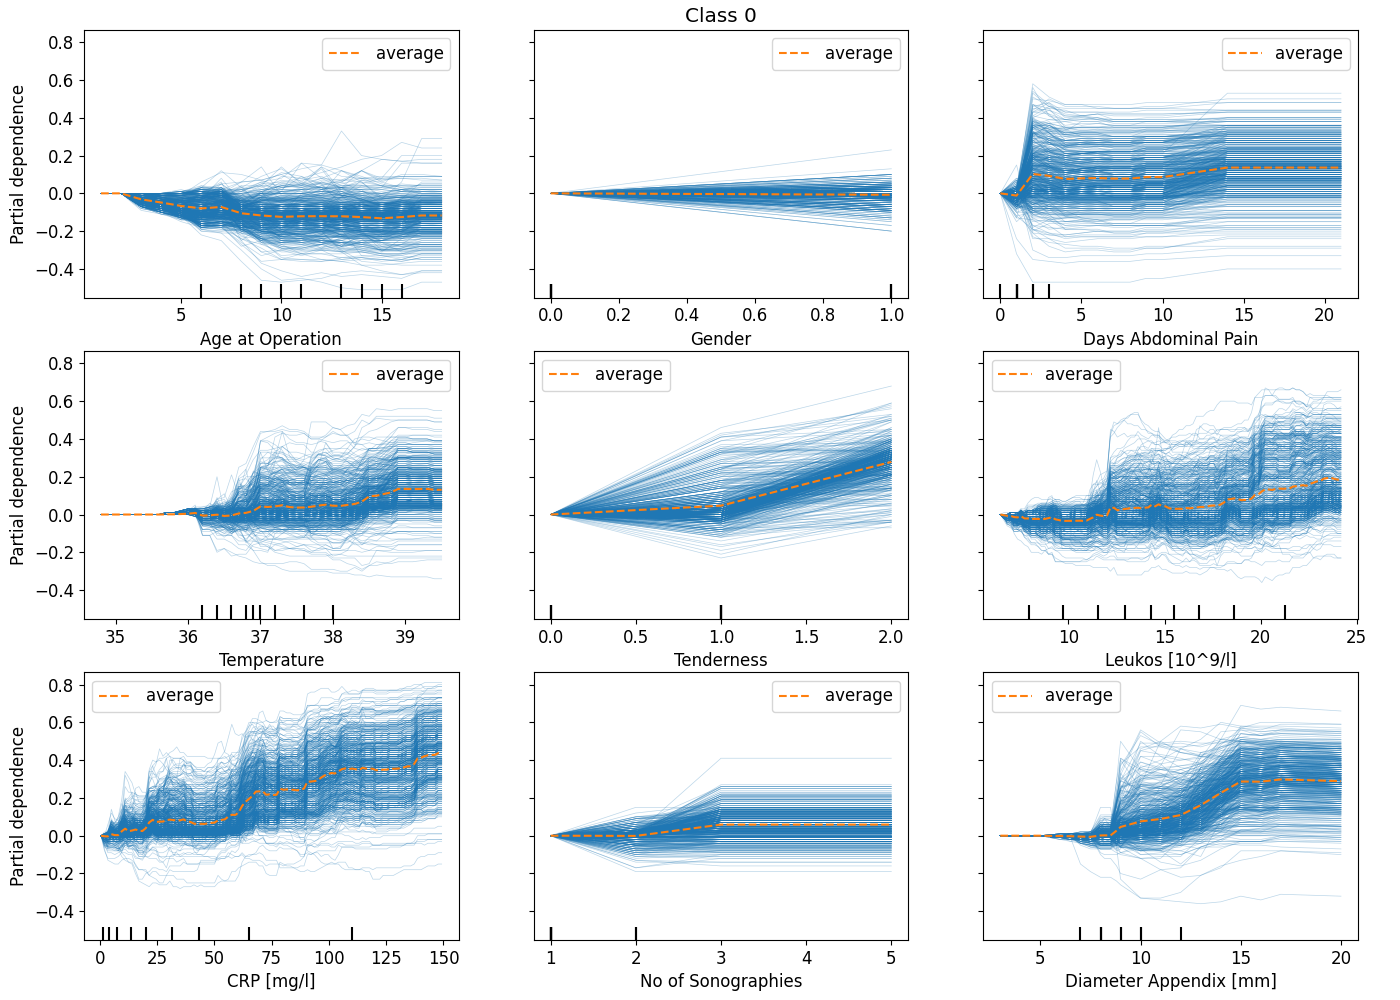 Class 0
Partial dependence
0.8
0.6
0.4
0.2
0.0
−0.2
−0.4
average
5
10
15
Age at Operation
average
0.0
0.2
0.4
0.6
0.8
1.0
Gender
average
0
5
10
15
20
Days Abdominal Pain
Partial dependence
0.8
0.6
0.4
0.2
0.0
−0.2
−0.4
average
35
36
37
38
39
Temperature
average
0.0
0.5
1.0
1.5
2.0
Tenderness
average
10
15
20
25
Leukos [10^9/l]
Partial dependence
0.8
0.6
0.4
0.2
0.0
−0.2
−0.4
average
0
25
50
75
100
125
150
CRP [mg/l]
average
1
2
3
4
5
No of Sonographies
average
5
10
15
20
Diameter Appendix [mm]